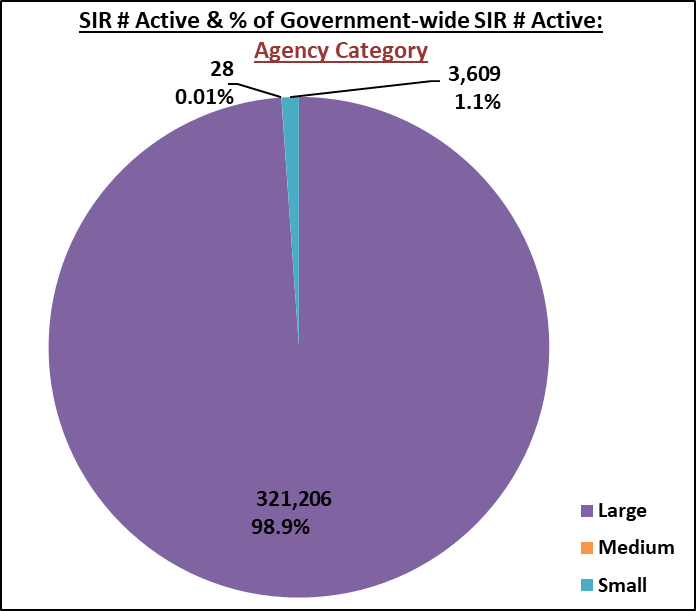 SIR # Active & % of Government-wide SIR # Active:
Agency Category
28
0.01%
3,609
1.1%
321,206
98.9%
Large
Medium
Small